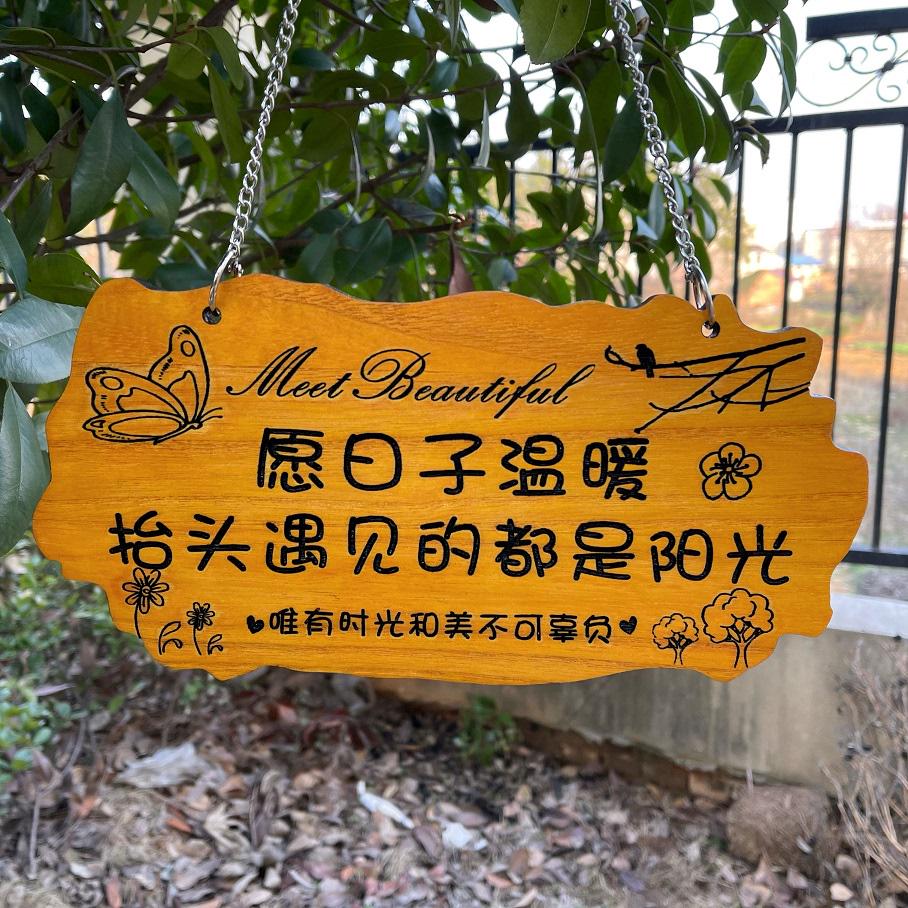 Meet Beautiful
愿日子温暖
抬头遇见的都是阳光
唯有时光和美不可辜负